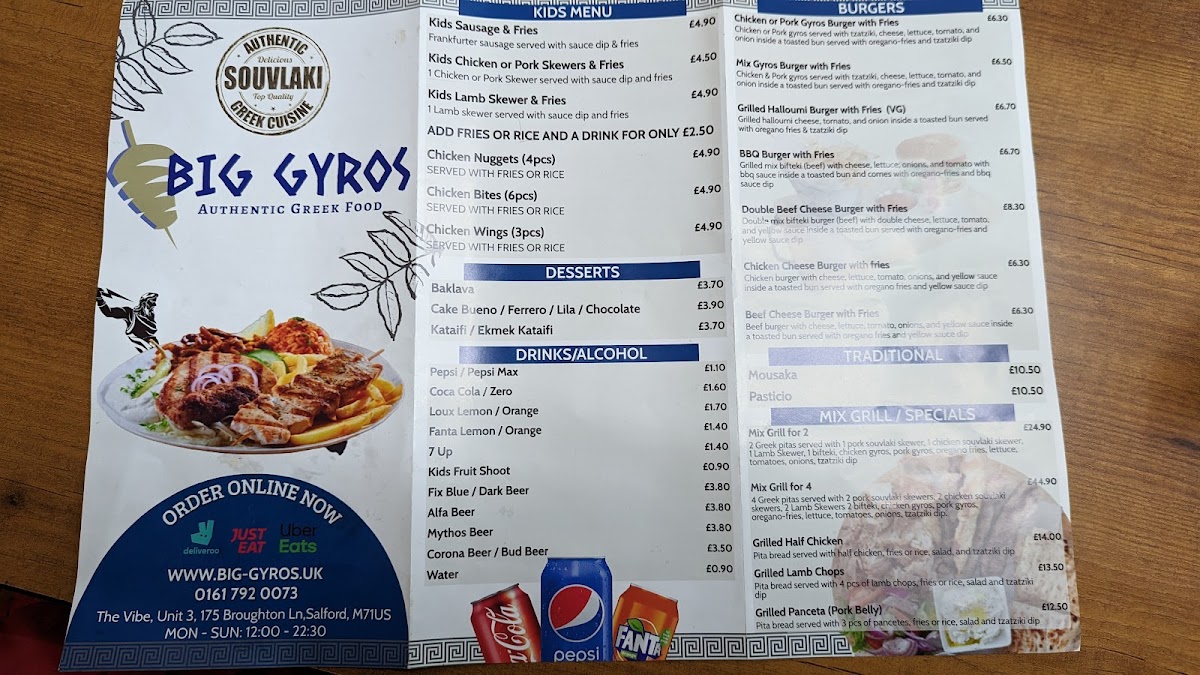 AUTHENTIC
Delicious
SOUVLAKI
Top Quality
GREEK CUISINE
BIG GYROS
AUTHENTIC GREEK FOOD
ORDER ONLINE NOW
deliveroo
JUST EAT
Uber Eats
WWW.BIG-GYROS.UK
0161 792 0073
The Vibe, Unit 3, 175 Broughton Ln,Salford, M71US
MON - SUN: 12:00 - 22:30
KIDS MENU
Kids Sausage & Fries £4.90
Frankfurter sausage served with sauce dip & fries
Kids Chicken or Pork Skewers & Fries £4.50
1 Chicken or Pork Skewer served with sauce dip and fries
Kids Lamb Skewer & Fries £4.90
1 Lamb skewer served with sauce dip and fries
ADD FRIES OR RICE AND A DRINK FOR ONLY £2.50
Chicken Nuggets (4pcs) £4.90
SERVED WITH FRIES OR RICE
Chicken Bites (6pcs) £4.90
SERVED WITH FRIES OR RICE
Chicken Wings (3pcs) £4.90
SERVED WITH FRIES OR RICE
DESSERTS
Baklava £3.70
Cake Bueno / Ferrero / Lila / Chocolate £3.90
Kataifi / Ekmek Kataifi £3.70
DRINKS/ALCOHOL
Pepsi / Pepsi Max £1.10
Coca Cola / Zero £1.60
Loux Lemon / Orange £1.70
Fanta Lemon / Orange £1.40
7 Up £1.40
Kids Fruit Shoot £0.90
Fix Blue / Dark Beer £3.80
Alfa Beer £3.80
Mythos Beer £3.80
Corona Beer / Bud Beer £3.50
Water £0.90
pepsi
FANTA
BURGERS
Chicken or Pork Gyros Burger with Fries £6.30
Chicken or Pork gyros served with tzatziki, cheese, lettuce, tomato, and
onion inside a toasted bun served with oregano-fries and tzatziki dip
Mix Gyros Burger with Fries £6.50
Chicken & Pork gyros served with tzatziki, cheese, lettuce, tomato, and
onion inside a toasted bun served with oregano-fries and tzatziki dip
Grilled Halloumi Burger with Fries (VG) £6.70
Grilled halloumi cheese, tomato, and onion inside a toasted bun served
with oregano fries & tzatziki dip
BBQ Burger with Fries £6.70
Grilled mix bifteki (beef) with cheese, lettuce, onions, and tomato with
bbq sauce inside a toasted bun and comes with oregano-fries and bbq
sauce dip
Double Beef Cheese Burger with Fries £8.30
Double mix bifteki burger (beef) with double cheese, lettuce, tomato,
and yellow sauce inside a toasted bun served with oregano-fries and
yellow sauce dip
Chicken Cheese Burger with fries £6.30
Chicken burger with cheese, lettuce, tomato, onions, and yellow sauce
inside a toasted bun served with oregano fries and yellow sauce dip
Beef Cheese Burger with Fries £6.30
Beef burger with cheese, lettuce, tomato, onions, and yellow sauce inside
a toasted bun served with oregano fries and yellow sauce dip
TRADITIONAL
Mousaka £10.50
Pasticio £10.50
MIX GRILL / SPECIALS
Mix Grill for 2 £24.90
2 Greek pitas served with 1 pork souvlaki skewer, 1 chicken souvlaki skewer,
1 Lamb Skewer, 1 bifteki, chicken gyros, pork gyros, oregano fries, lettuce,
tomatoes, onions, tzatziki dip
Mix Grill for 4 £44.90
4 Greek pitas served with 2 pork souvlaki skewers, 2 chicken souvlaki
skewers, 2 Lamb Skewers 2 bifteki, chicken gyros, pork gyros,
oregano-fries, lettuce, tomatoes, onions, tzatziki dip.
Grilled Half Chicken £14.00
Pita bread served with half chicken, fries or rice, salad, and tzatziki dip
Grilled Lamb Chops £13.50
Pita bread served with 4 pcs of lamb chops, fries or rice, salad and tzatziki
dip
Grilled Panceta (Pork Belly) £12.50
Pita bread served with 3 pcs of pancetes, fries or rice, salad and tzatziki dip